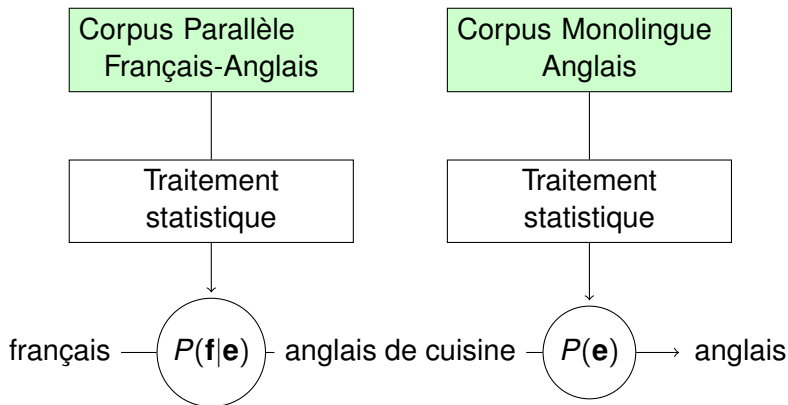 Corpus Parallèle
Français-Anglais
Corpus Monolingue
Anglais
Traitement
statistique
Traitement
statistique
français
P(f|e)
anglais de cuisine
P(e)
anglais